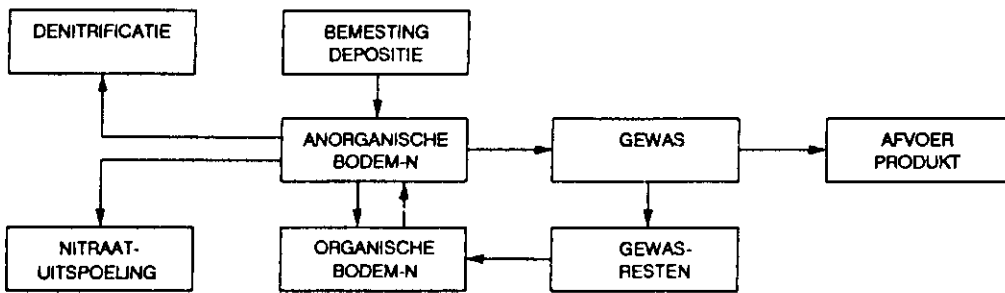 DENITRIFICATIE
BEMESTING
DEPOSITIE
ANORGANISCHE
BODEM-N
GEWAS
AFVOER
PRODUKT
NITRAAT-
UITSPOELING
ORGANISCHE
BODEM-N
GEWAS-
RESTEN